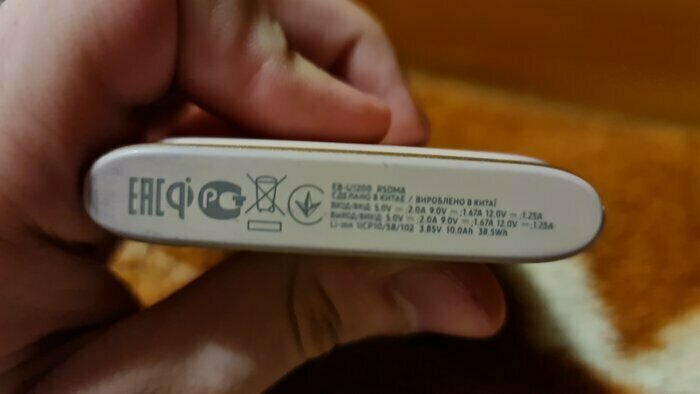 EAC qi PCT
EB-U1200 RSDMA
СДЕЛАНО В КИТАЕ / ВИРОБЛЕНО В КИТАЇ
ВХОД/ВХІД: 5.0V ⎓ ;2.0A 9.0V ⎓ ;1.67A 12.0V ⎓ ;1.25A
ВЫХОД/ВИХІД: 5.0V ⎓ ;2.0A 9.0V ⎓ ;1.67A 12.0V ⎓ ;1.25A
Li-ion 1ICP10/58/102 3.85V 10.0Ah 38.5Wh